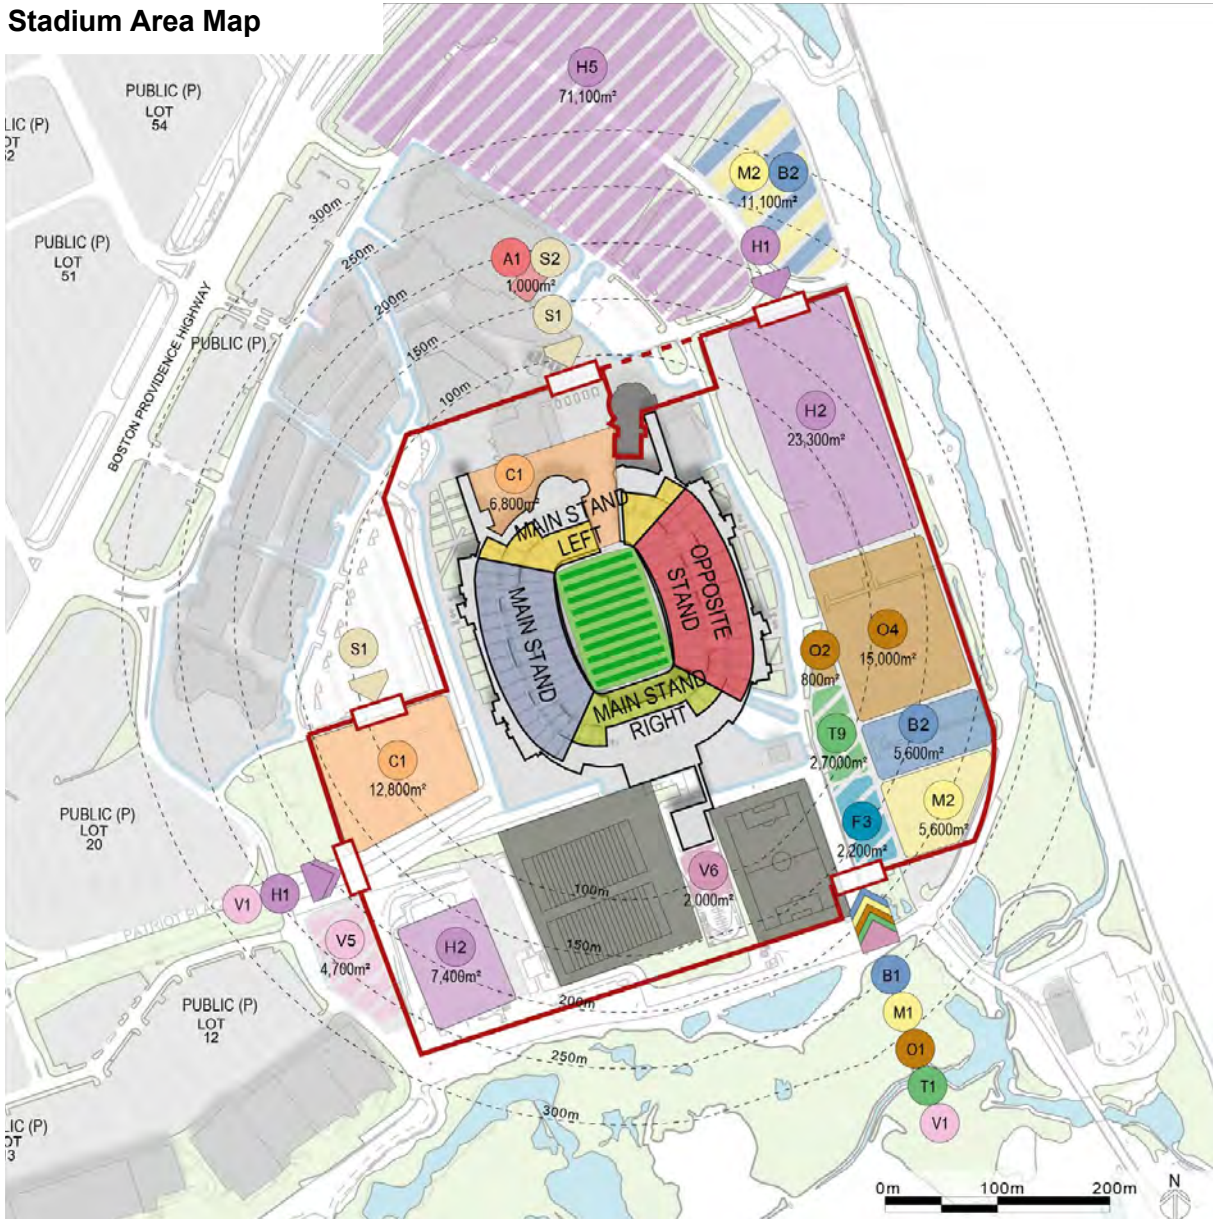 Stadium Area Map
H5
71,100m²
PUBLIC (P)
LOT
54
LIC (P)
OT
2
M2
B2
11,100m²
300m
H1
PUBLIC (P)
LOT
51
250m
A1
S2
1,000m²
200m
S1
BOSTON PROVIDENCE HIGHWAY
PUBLIC (P)
150m
100m
H2
23,300m²
C1
6,800m²
MAIN STAND
LEFT
OPPOSITE
STAND
MAIN STAND
O4
15,000m²
O2
800m²
S1
MAIN STAND
RIGHT
B2
5,600m²
T9
2,7000m²
C1
12,800m²
M2
5,600m²
F3
2,200m²
PUBLIC (P)
LOT
20
V6
2,000m²
100m
V1
H1
V5
4,700m²
H2
7,400m²
150m
B1
200m
M1
PUBLIC (P)
LOT
12
O1
250m
T1
300m
V1
LIC (P)
OT
3
0m
100m
200m
N